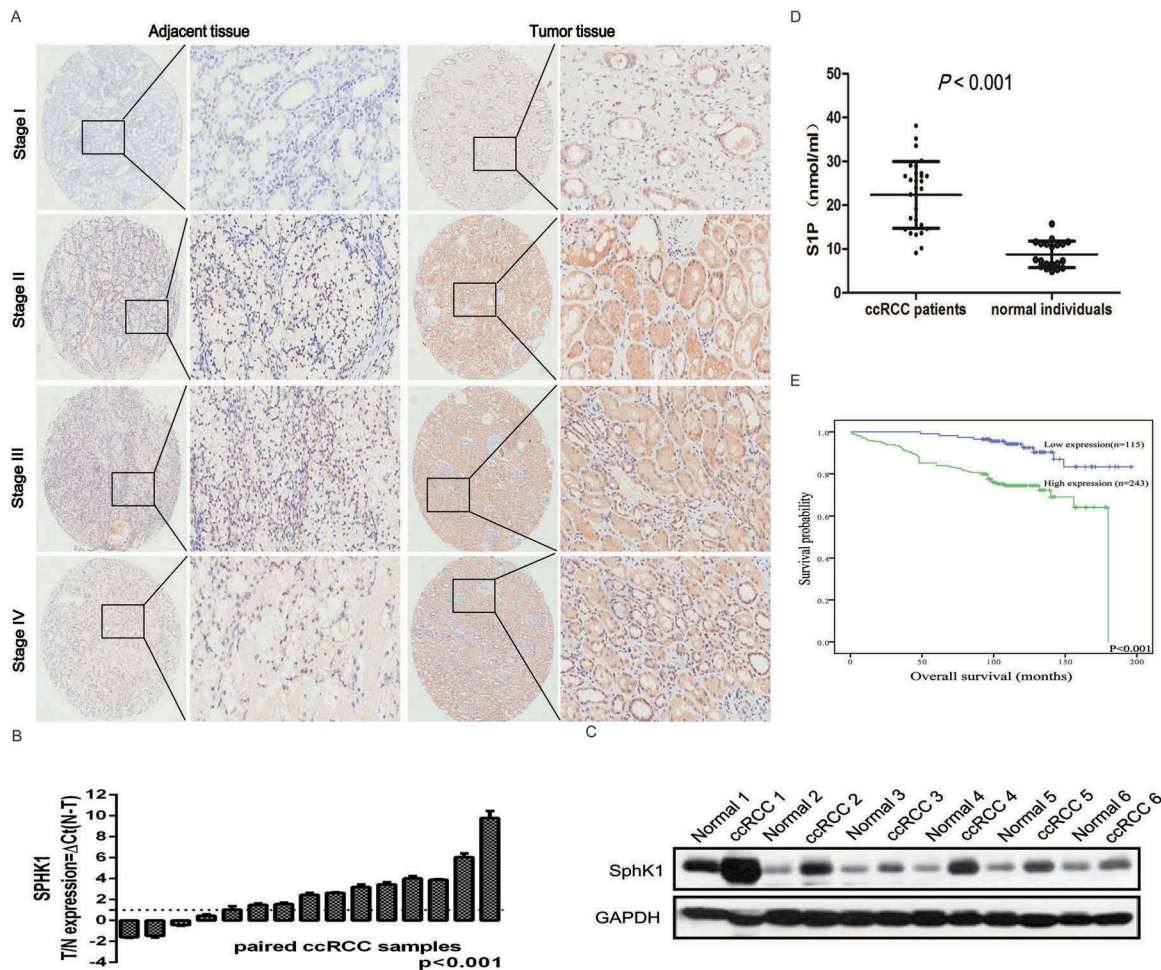 A
Adjacent tissue
Tumor tissue
Stage I
Stage II
Stage III
Stage IV
D
P < 0.001
S1P (nmol/ml)
50
40
30
20
10
0
ccRCC patients
normal individuals
E
Survival probability
1.0
0.8
0.6
0.4
0.2
0.0
Low expression(n=115)
High expression (n=243)
P<0.001
0
50
100
150
200
Overall survival (months)
B
SPHK1
T/N expression=ΔCt(N-T)
12
10
8
6
4
2
0
-2
-4
paired ccRCC samples
p<0.001
C
Normal 1
ccRCC 1
Normal 2
ccRCC 2
Normal 3
ccRCC 3
Normal 4
ccRCC 4
Normal 5
ccRCC 5
Normal 6
ccRCC 6
SphK1
GAPDH